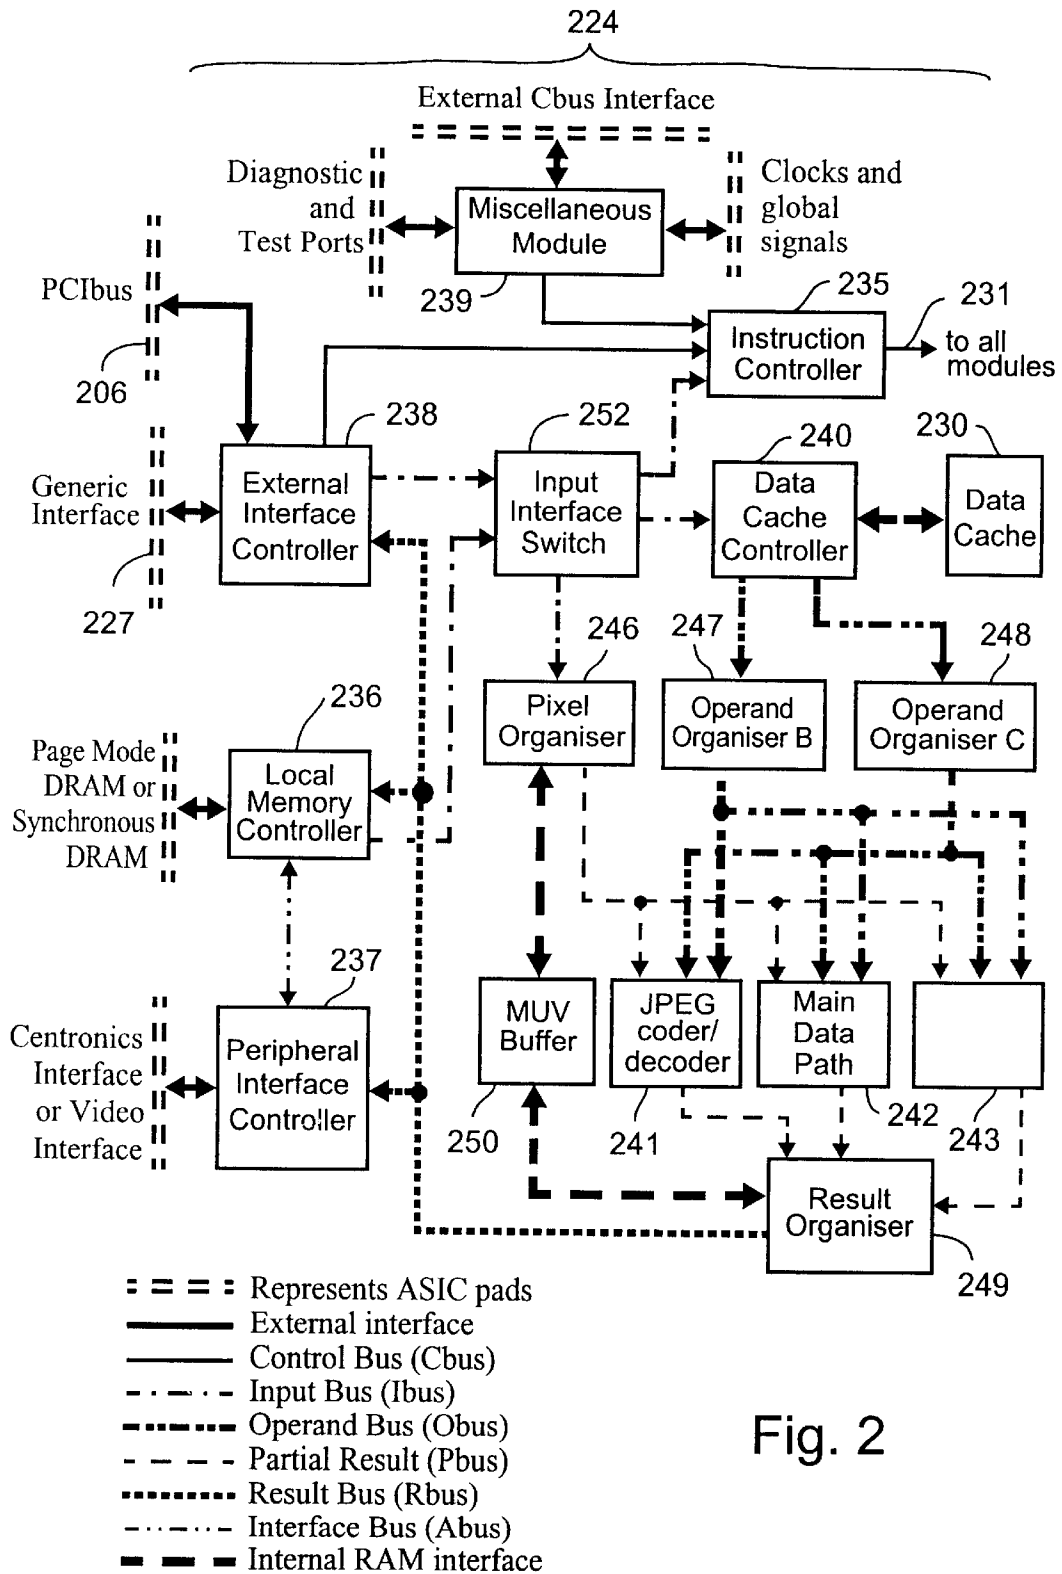 224
External Cbus Interface
Diagnostic
and
Test Ports
Miscellaneous
Module
Clocks and
global
signals
239
235
231
PCIbus
206
Instruction
Controller
to all
modules
238
252
240
230
Generic
Interface
227
External
Interface
Controller
Input
Interface
Switch
Data
Cache
Controller
Data
Cache
246
247
248
236
Pixel
Organiser
Operand
Organiser B
Operand
Organiser C
Page Mode
DRAM or
Synchronous
DRAM
Local
Memory
Controller
237
Centronics
Interface
or Video
Interface
Peripheral
Interface
Controller
MUV
Buffer
JPEG
coder/
decoder
Main
Data
Path
250
241
242
243
Result
Organiser
249
Represents ASIC pads
External interface
Control Bus (Cbus)
Input Bus (Ibus)
Operand Bus (Obus)
Partial Result (Pbus)
Result Bus (Rbus)
Interface Bus (Abus)
Internal RAM interface
Fig. 2